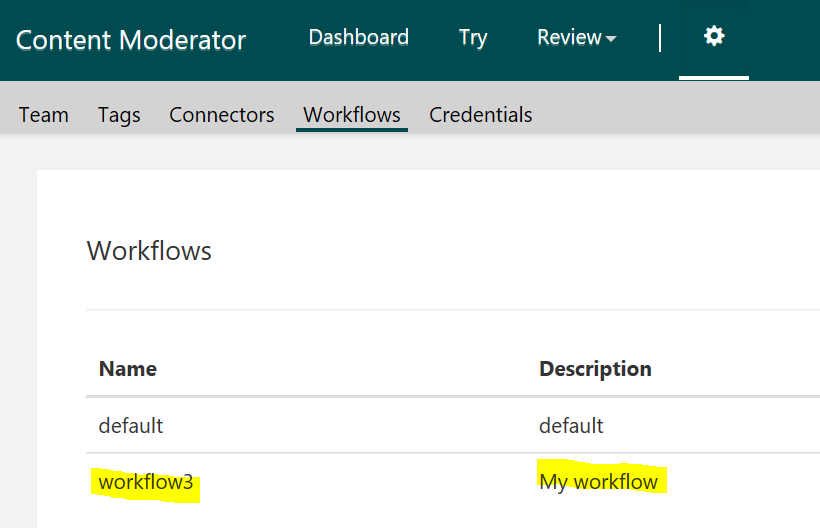 Content Moderator Dashboard Try Review
Team Tags Connectors Workflows Credentials
Workflows
Name Description
default default
workflow3 My workflow